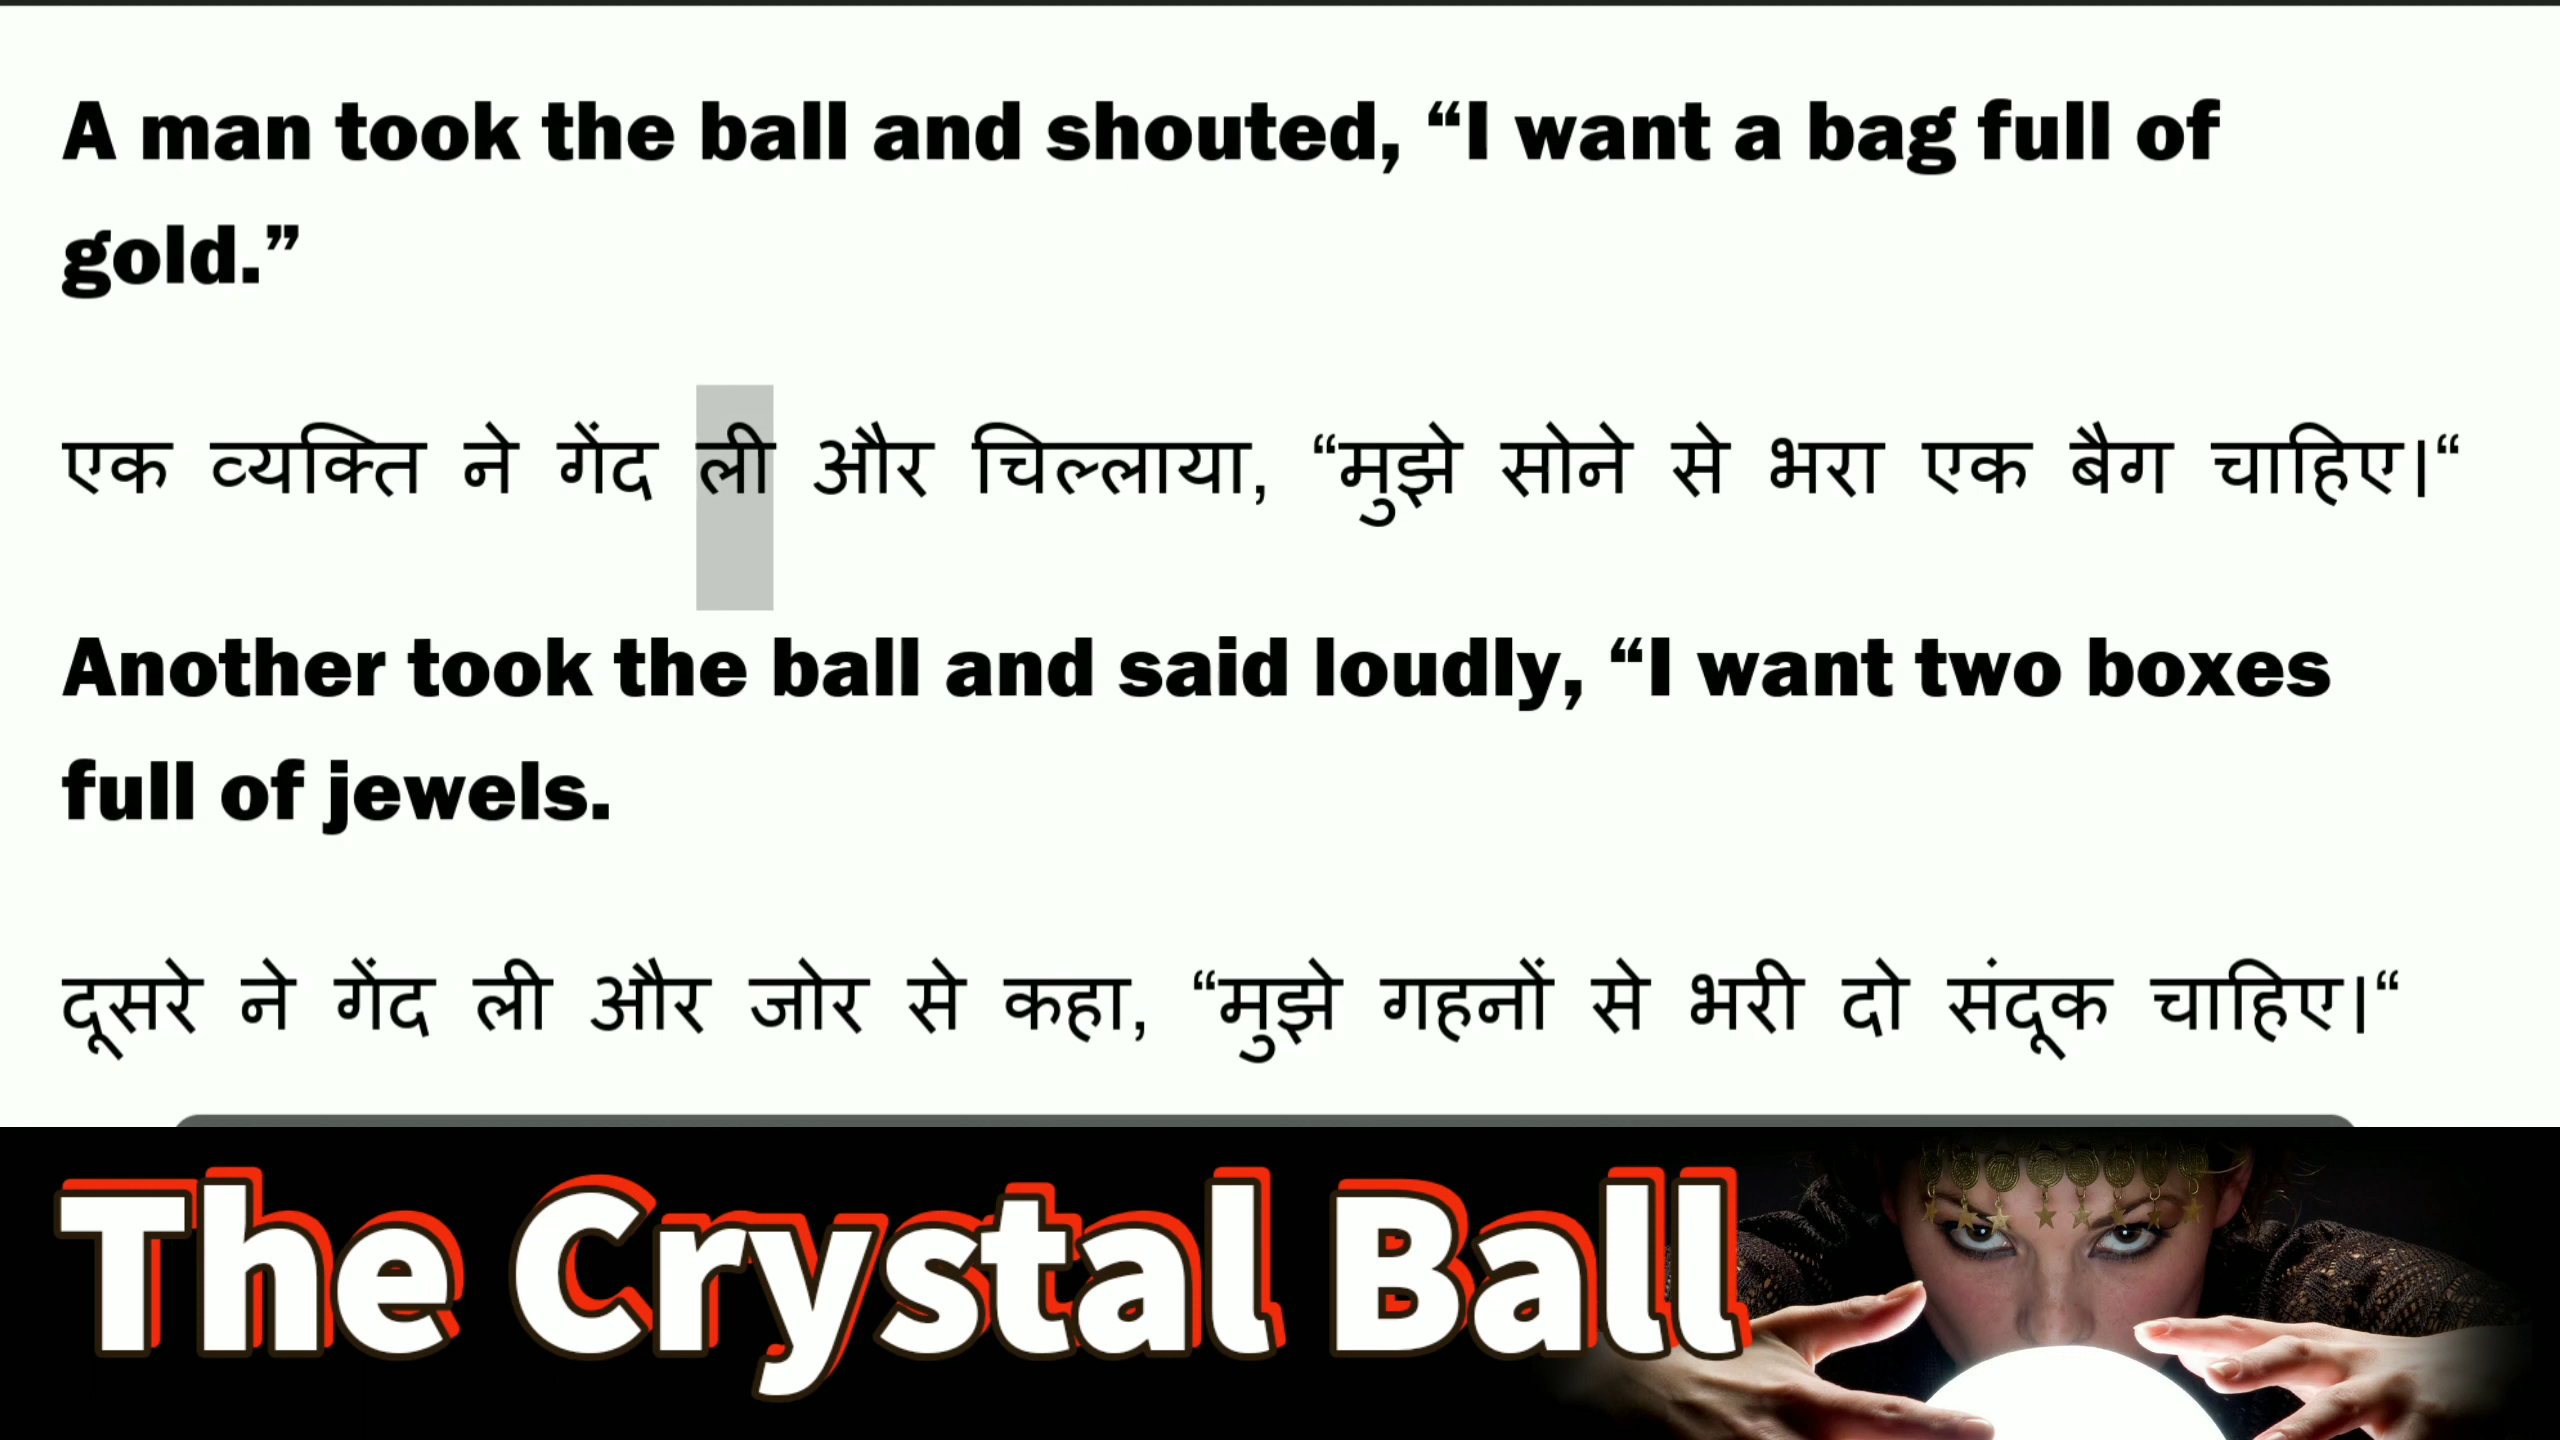 A man took the ball and shouted, “I want a bag full of
gold.”
एक व्यक्ति ने गेंद ली और चिल्लाया, “मुझे सोने से भरा एक बैग चाहिए।“
Another took the ball and said loudly, “I want two boxes
full of jewels.
दूसरे ने गेंद ली और जोर से कहा, “मुझे गहनों से भरी दो संदूक चाहिए।“
The Crystal Ball